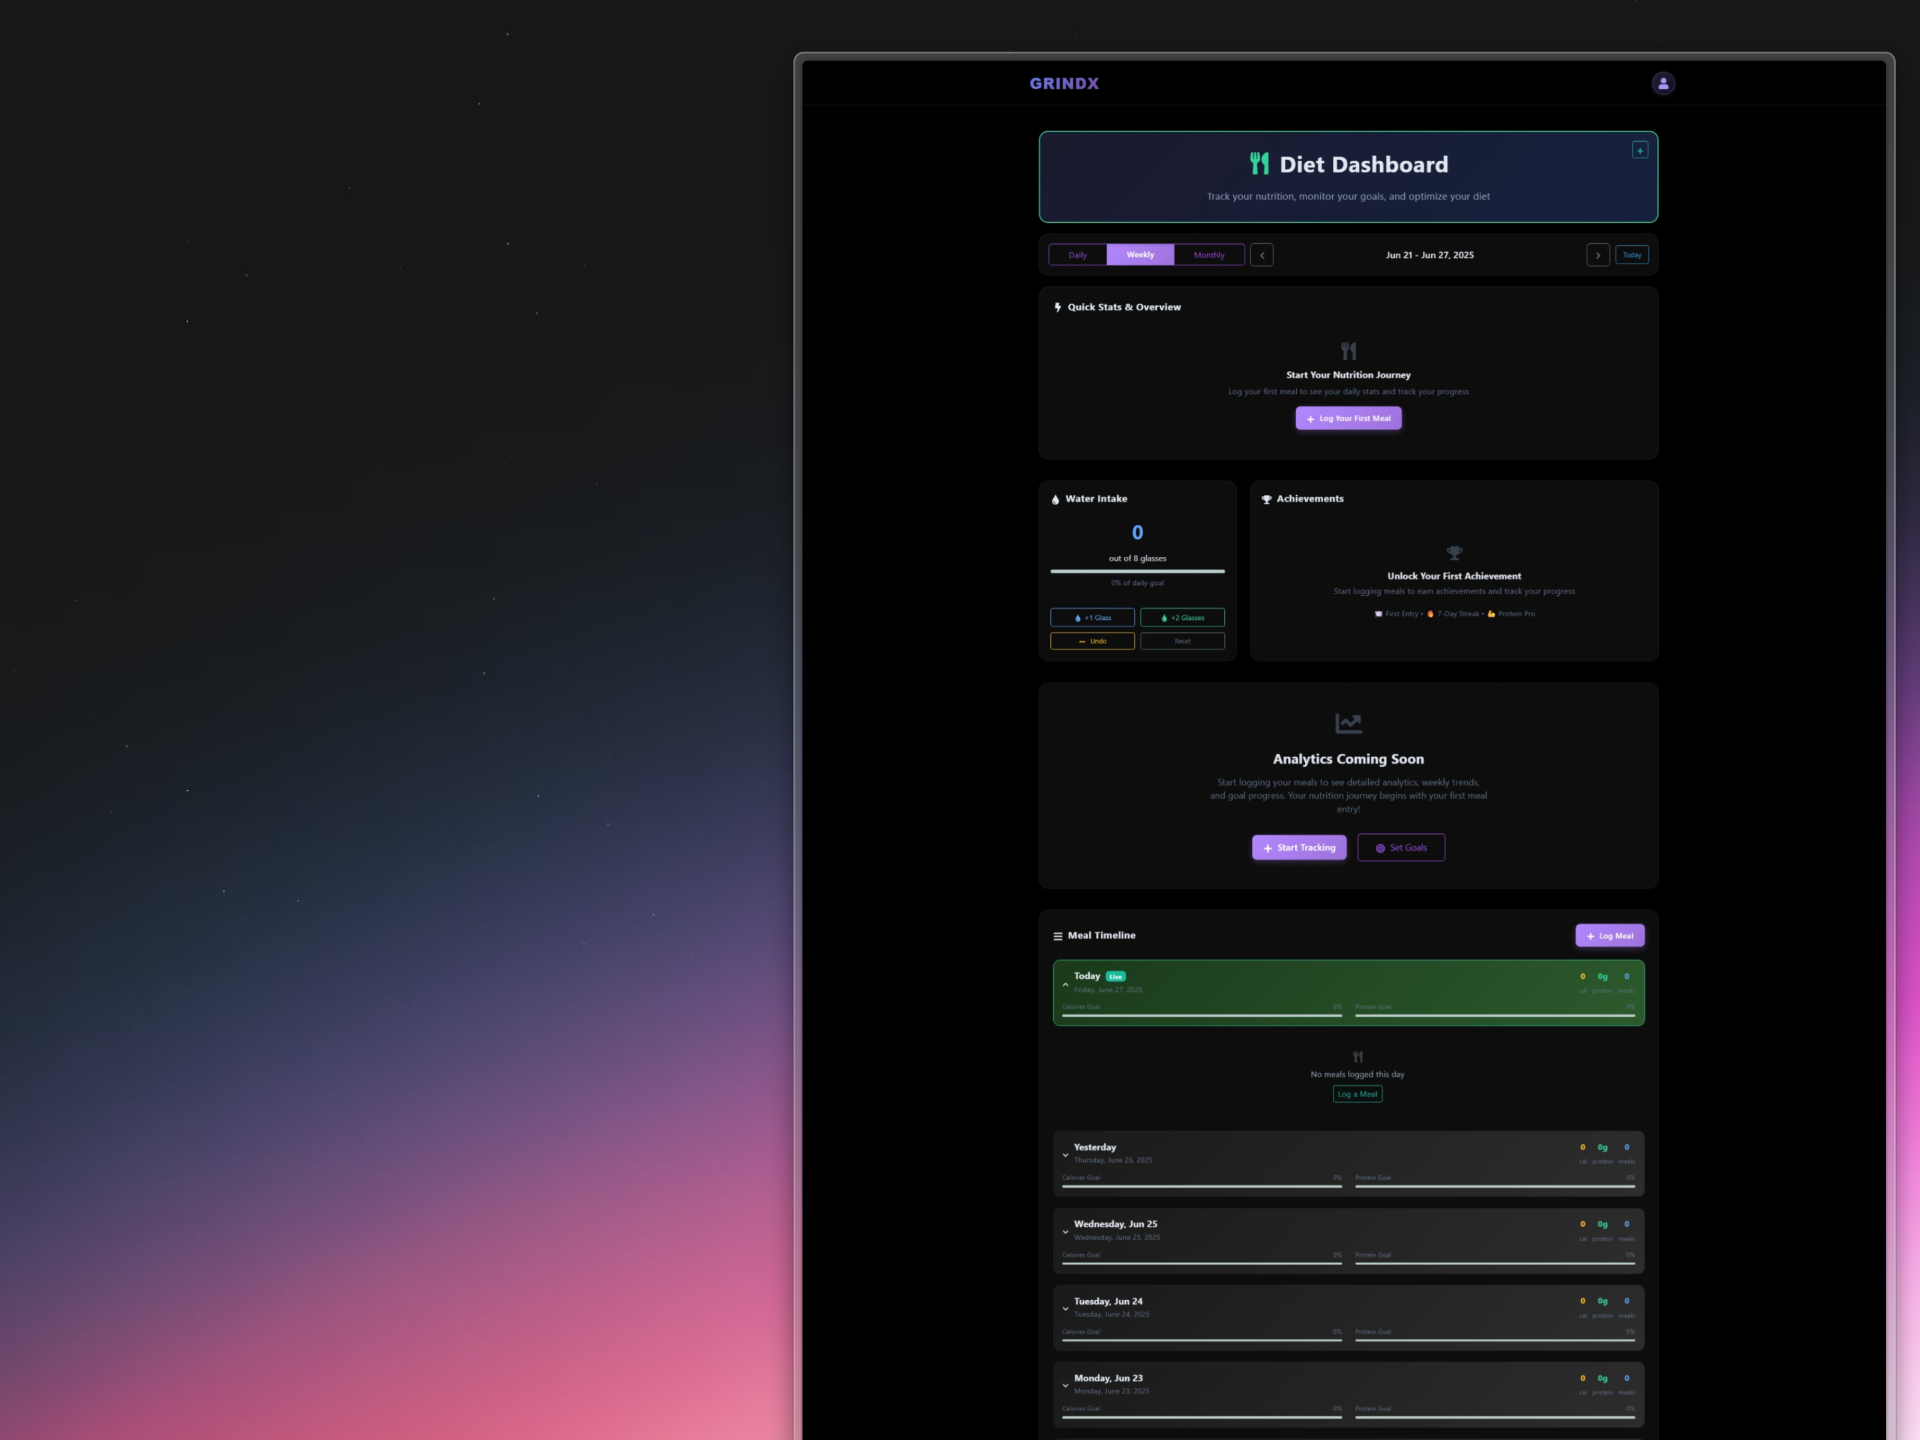 GRINDX
Diet Dashboard
+
Track your nutrition, monitor your goals, and optimize your diet
Daily Weekly Monthly Jun 21 - Jun 27, 2025 Today
Quick Stats & Overview
Start Your Nutrition Journey
Log your first meal to see your daily stats and track your progress
+ Log Your First Meal
Water Intake
0
out of 8 glasses
0% of daily goal
+1 Glass +2 Glasses
− Undo Reset
Achievements
Unlock Your First Achievement
Start logging meals to earn achievements and track your progress
🍽️ First Entry • 🔥 7-Day Streak • 💪 Protein Pro
Analytics Coming Soon
Start logging your meals to see detailed analytics, weekly trends,
and goal progress. Your nutrition journey begins with your first meal
entry!
+ Start Tracking Set Goals
Meal Timeline + Log Meal
Today Live 0 0g 0
Friday, June 27, 2025 cal protein meals
Calories Goal 0% Protein Goal 0%
No meals logged this day
Log a Meal
Yesterday 0 0g 0
Thursday, June 26, 2025 cal protein meals
Calories Goal 0% Protein Goal 0%
Wednesday, Jun 25 0 0g 0
Wednesday, June 25, 2025 cal protein meals
Calories Goal 0% Protein Goal 0%
Tuesday, Jun 24 0 0g 0
Tuesday, June 24, 2025 cal protein meals
Calories Goal 0% Protein Goal 0%
Monday, Jun 23 0 0g 0
Monday, June 23, 2025 cal protein meals
Calories Goal 0% Protein Goal 0%